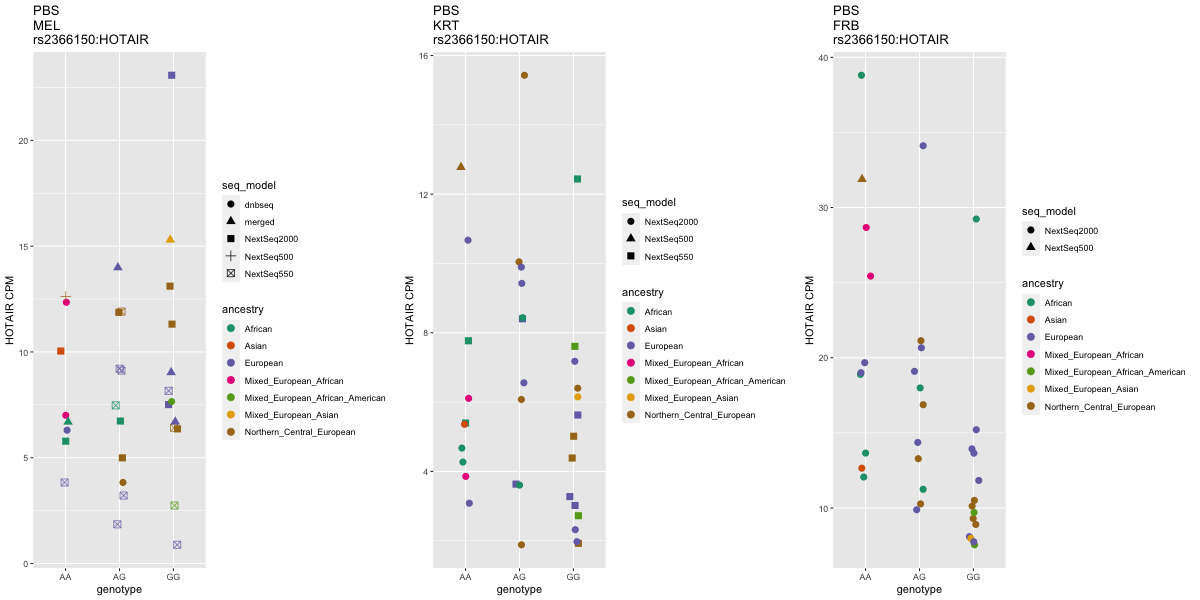 PBS
MEL
rs2366150:HOTAIR
HOTAIR CPM
20
15
10
5
0
AA
AG
GG
genotype
seq_model
dnbseq
merged
NextSeq2000
NextSeq500
NextSeq550
ancestry
African
Asian
European
Mixed_European_African
Mixed_European_African_American
Mixed_European_Asian
Northern_Central_European
PBS
KRT
rs2366150:HOTAIR
HOTAIR CPM
16
12
8
4
AA
AG
GG
genotype
seq_model
NextSeq2000
NextSeq500
NextSeq550
ancestry
African
Asian
European
Mixed_European_African
Mixed_European_African_American
Mixed_European_Asian
Northern_Central_European
PBS
FRB
rs2366150:HOTAIR
HOTAIR CPM
40
30
20
10
AA
AG
GG
genotype
seq_model
NextSeq2000
NextSeq500
ancestry
African
Asian
European
Mixed_European_African
Mixed_European_African_American
Mixed_European_Asian
Northern_Central_European